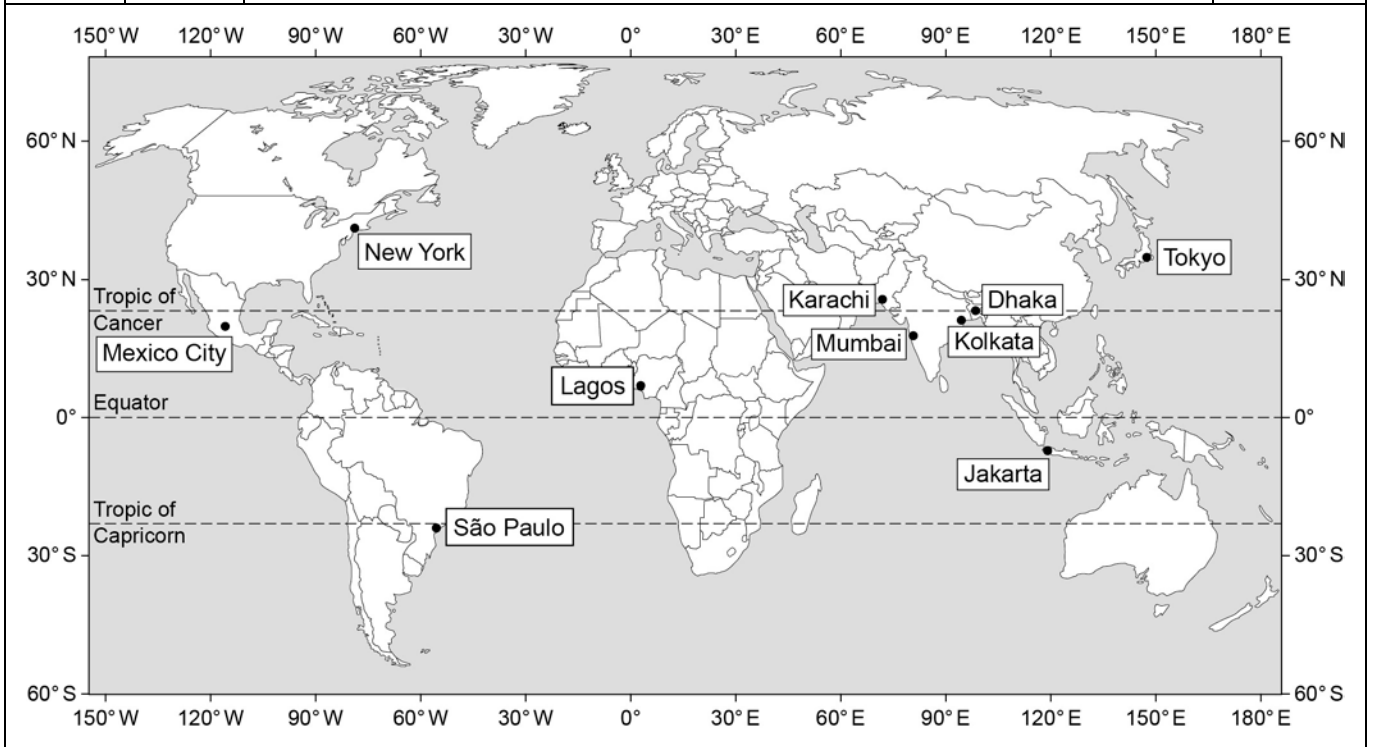 150°W 120°W 90°W 60°W 30°W 0° 30°E 60°E 90°E 120°E 150°E 180°E
60°N 60°N
New York
Tokyo
30°N 30°N
Tropic of
Cancer
Karachi
Dhaka
Mumbai
Kolkata
Mexico City
Lagos
Equator
0° 0°
Jakarta
Tropic of
Capricorn
São Paulo
30°S 30°S
60°S 60°S
150°W 120°W 90°W 60°W 30°W 0° 30°E 60°E 90°E 120°E 150°E 180°E